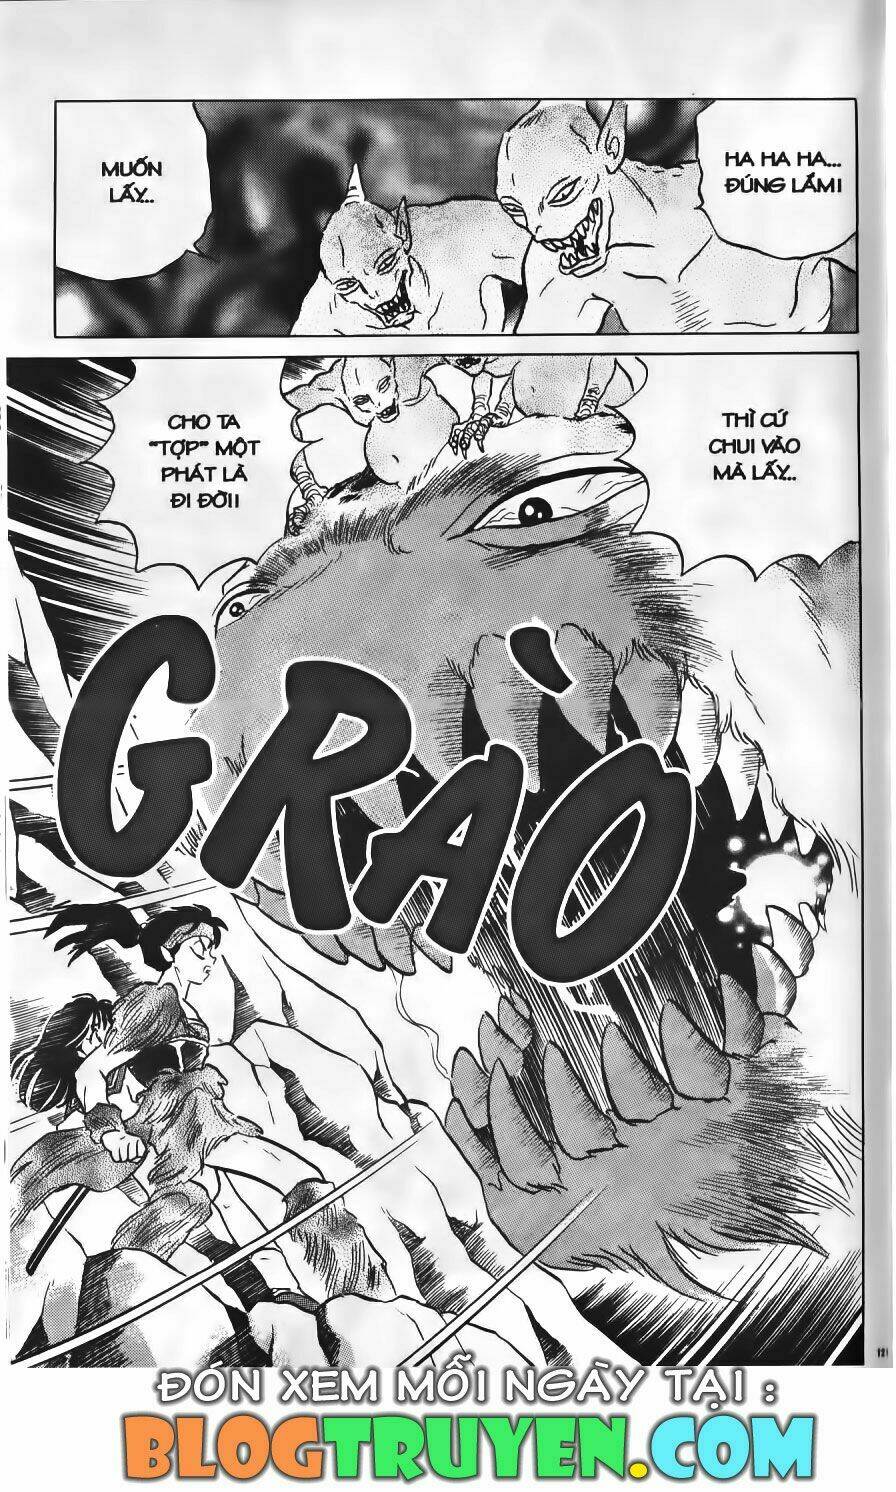 HA HA HA...
ĐÚNG LẮM!
MUỐN
LẤY...
THÌ CỨ
CHUI VÀO
MÀ LẤY...
CHO TA
"TỢP" MỘT
PHÁT LÀ
ĐI ĐỜI!
GRÀO
ĐÓN XEM MỖI NGÀY TẠI :
BLOGTRUYEN.COM